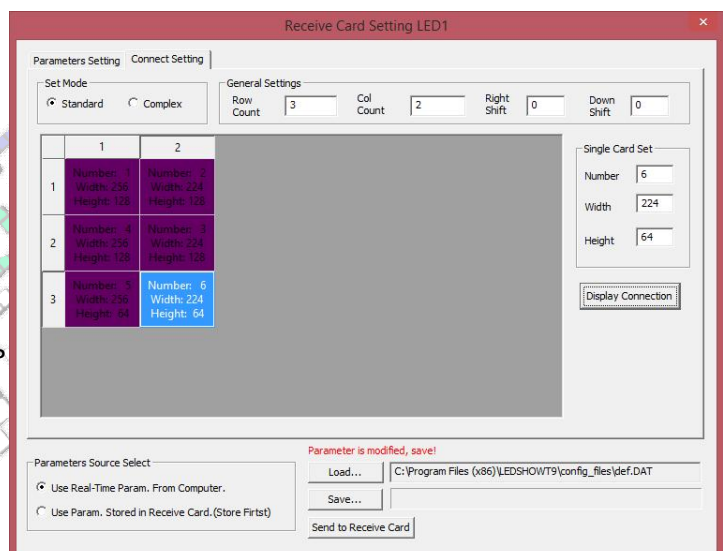 Receive Card Setting LED1
Parameters Setting Connect Setting
Set Mode
Standard Complex
General Settings
Row Count 3 Col Count 2 Right Shift 0 Down Shift 0
1 2
1
Number: 1 Number: 2
Width: 256 Width: 224
Height: 128 Height: 128
2
Number: 4 Number: 3
Width: 256 Width: 224
Height: 128 Height: 128
3
Number: 5 Number: 6
Width: 256 Width: 224
Height: 64 Height: 64
Single Card Set
Number 6
Width 224
Height 64
Display Connection
Parameters Source Select
Use Real-Time Param. From Computer.
Use Param. Stored in Receive Card.(Store Firtst)
Parameter is modified, save!
Load... C:\Program Files (x86)\LEDSHOWT9\config_files\def.DAT
Save...
Send to Receive Card